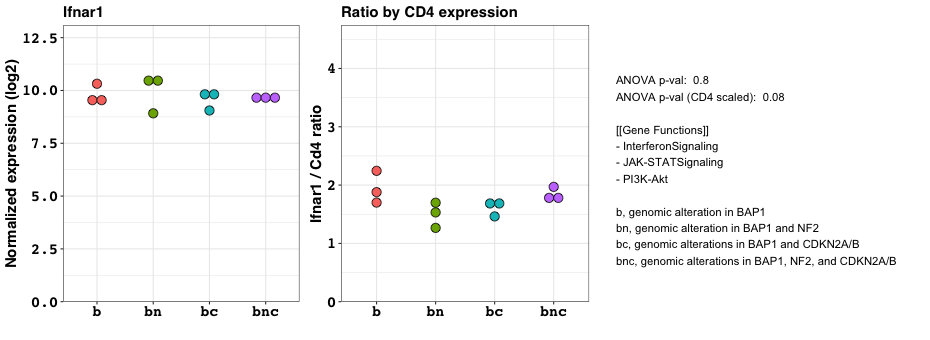 Ifnar1
Normalized expression (log2)
12.5
10.0
7.5
5.0
2.5
0.0
b bn bc bnc
Ratio by CD4 expression
Ifnar1 / Cd4 ratio
4
3
2
1
0
b bn bc bnc
ANOVA p-val: 0.8
ANOVA p-val (CD4 scaled): 0.08
[[Gene Functions]]
- InterferonSignaling
- JAK-STATSignaling
- PI3K-Akt
b, genomic alteration in BAP1
bn, genomic alteration in BAP1 and NF2
bc, genomic alterations in BAP1 and CDKN2A/B
bnc, genomic alterations in BAP1, NF2, and CDKN2A/B